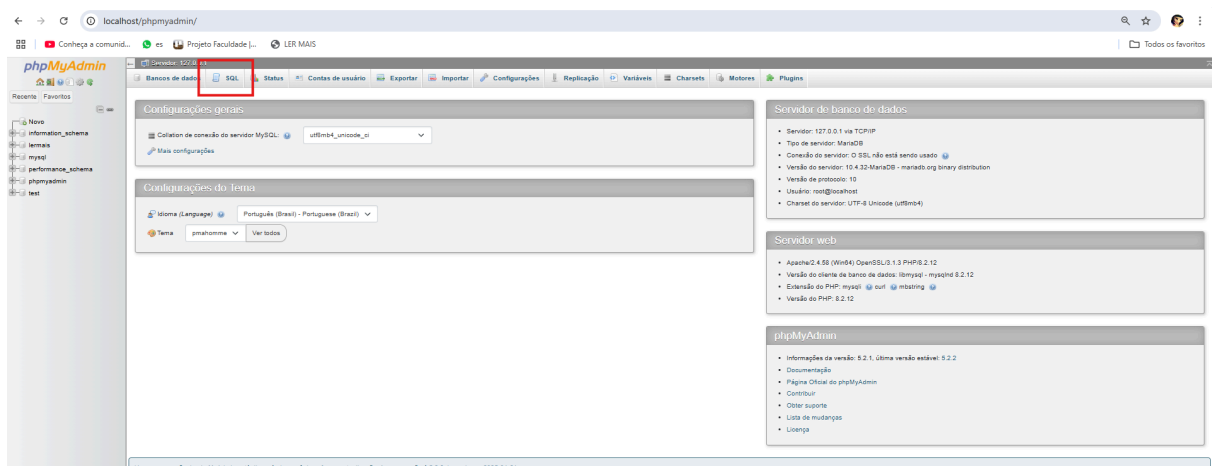 localhost/phpmyadmin/
Conheça a comunid... es Projeto Faculdade |... LER MAIS Todos os favoritos
phpMyAdmin
Recente Favoritos
Novo
information_schema
lermais
mysql
performance_schema
phpmyadmin
test
Servidor: 127.0.0.1
Bancos de dados SQL Status Contas de usuário Exportar Importar Configurações Replicação Variáveis Charsets Motores Plugins
Configurações gerais
Collation de conexão do servidor MySQL: utf8mb4_unicode_ci
Mais configurações
Configurações do Tema
Idioma (Language) Português (Brasil) - Portuguese (Brazil)
Tema pmahomme Ver todos
Servidor de banco de dados
Servidor: 127.0.0.1 via TCP/IP
Tipo de servidor: MariaDB
Conexão do servidor: O SSL não está sendo usado
Versão do servidor: 10.4.32-MariaDB - mariadb.org binary distribution
Versão de protocolo: 10
Usuário: root@localhost
Charset do servidor: UTF-8 Unicode (utf8mb4)
Servidor web
Apache/2.4.58 (Win64) OpenSSL/3.1.3 PHP/8.2.12
Versão do cliente de banco de dados: libmysql - mysqlnd 8.2.12
Extensão do PHP: mysqli curl mbstring
Versão do PHP: 8.2.12
phpMyAdmin
Informações da versão: 5.2.1, última versão estável: 5.2.2
Documentação
Página Oficial do phpMyAdmin
Contribuir
Obter suporte
Lista de mudanças
Licença